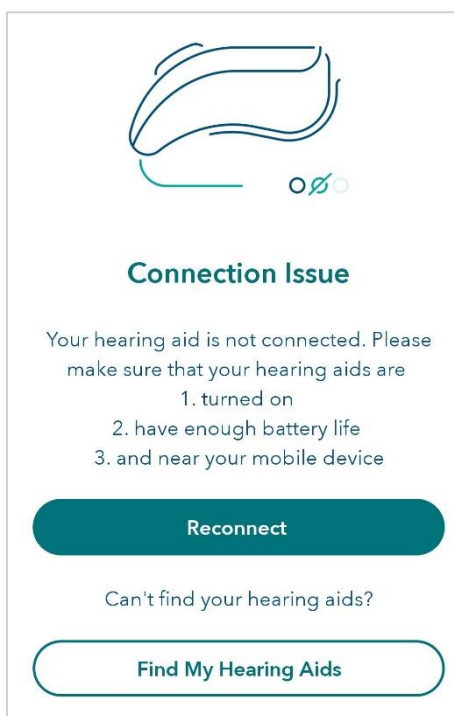 Connection Issue
Your hearing aid is not connected. Please
make sure that your hearing aids are
1. turned on
2. have enough battery life
3. and near your mobile device
Reconnect
Can't find your hearing aids?
Find My Hearing Aids